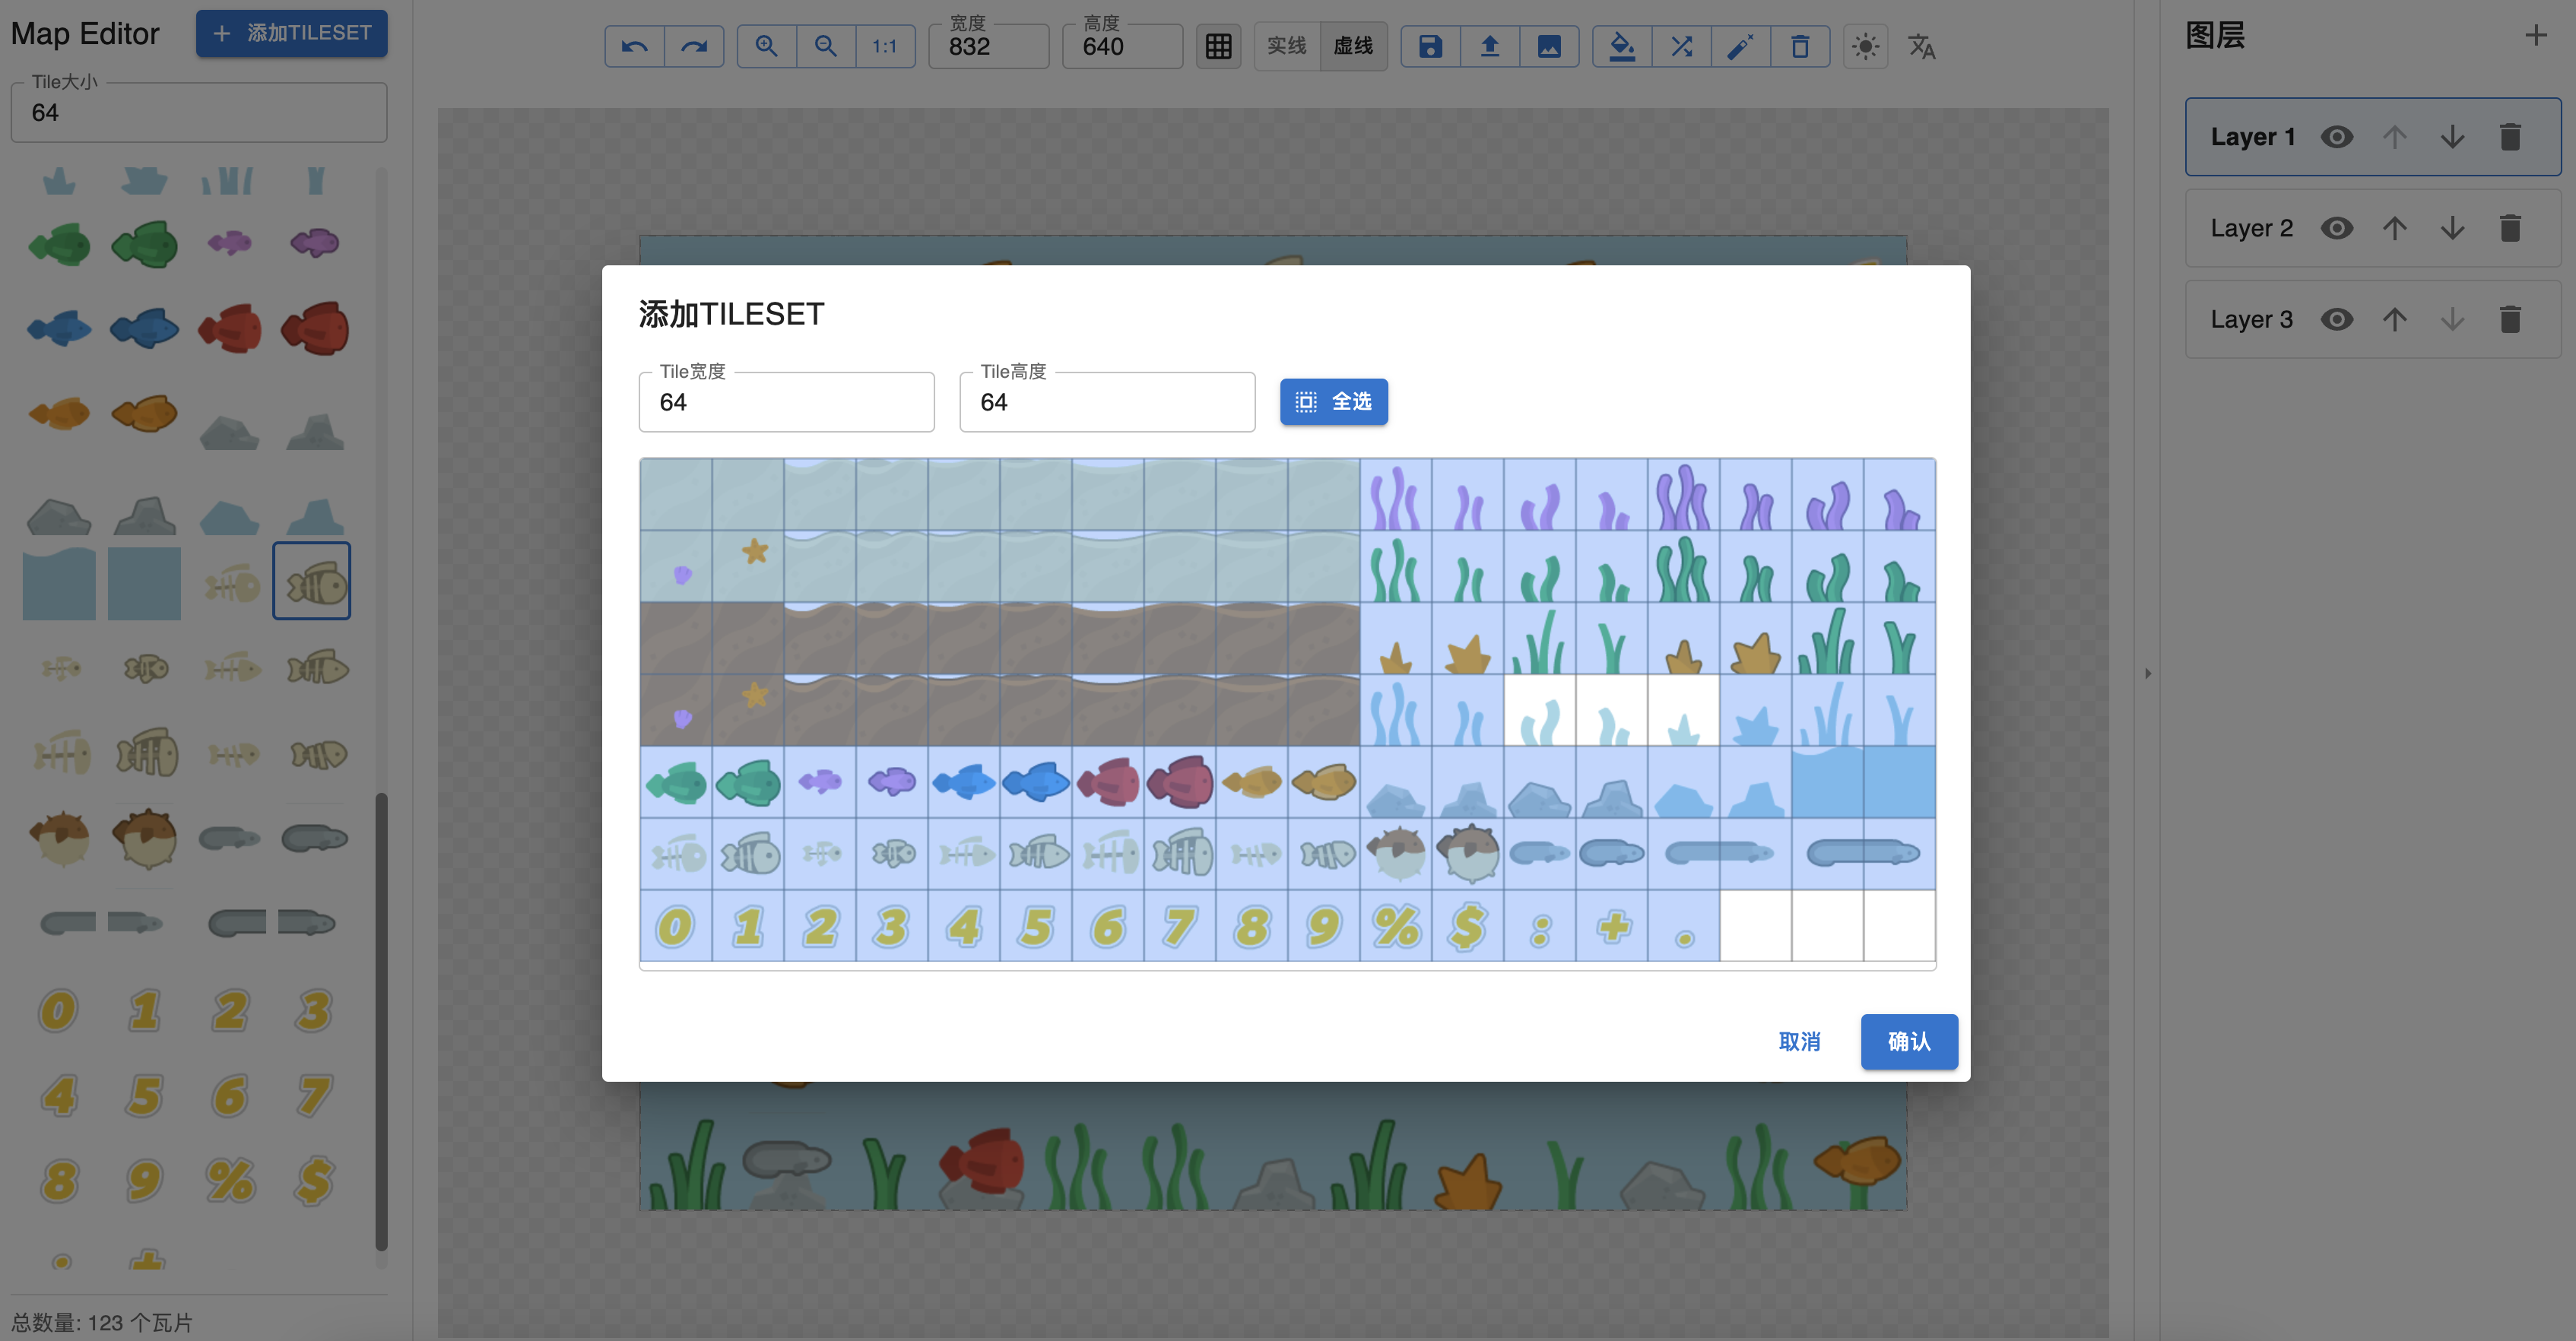 Map Editor
添加TILESET
Tile大小
64
0 1 2 3
4 5 6 7
8 9 % $
总数量: 123 个瓦片
1:1
宽度
832
高度
640
实线
虚线
添加TILESET
Tile宽度
64
Tile高度
64
全选
0 1 2 3 4 5 6 7 8 9 % $ : + .
取消
确认
图层
Layer 1
Layer 2
Layer 3